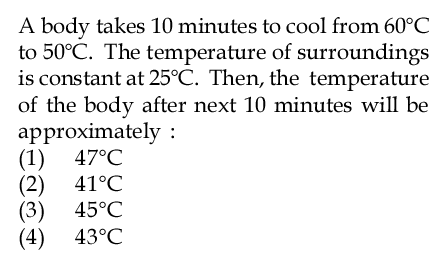 A body takes 10 minutes to cool from 60°C
to 50°C. The temperature of surroundings
is constant at 25°C. Then, the temperature
of the body after next 10 minutes will be
approximately :
(1) 47°C
(2) 41°C
(3) 45°C
(4) 43°C